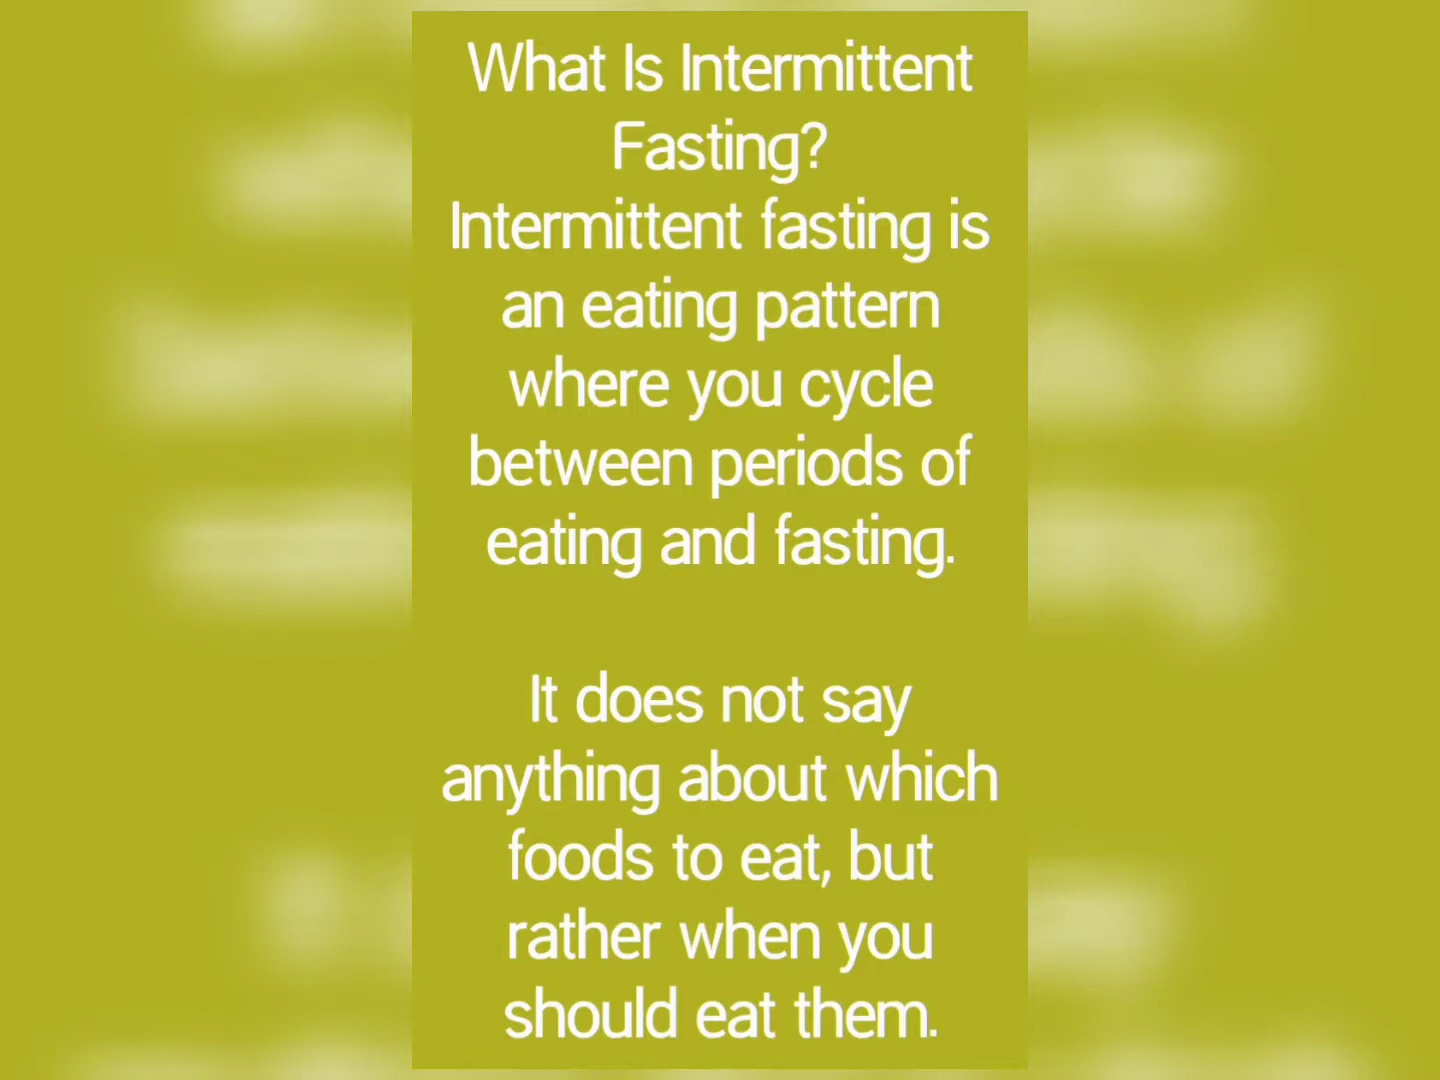 What Is Intermittent
Fasting?
Intermittent fasting is
an eating pattern
where you cycle
between periods of
eating and fasting.
It does not say
anything about which
foods to eat, but
rather when you
should eat them.